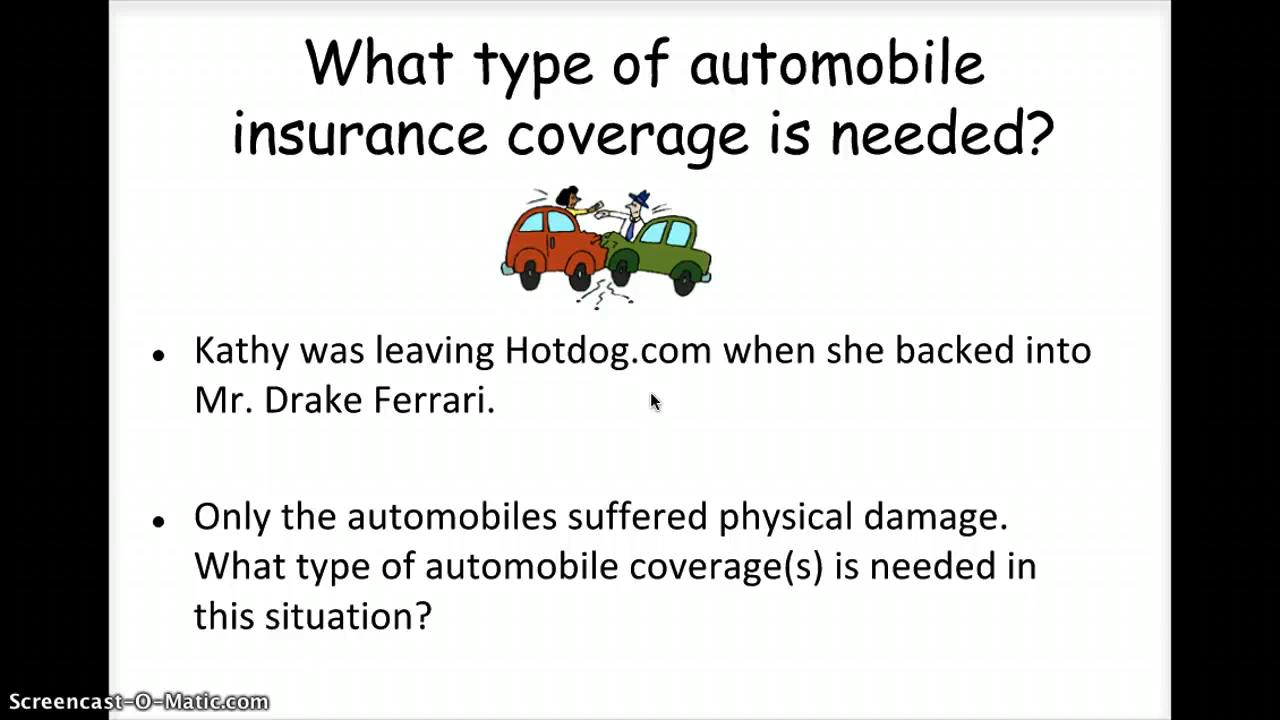 What type of automobile
insurance coverage is needed?
• Kathy was leaving Hotdog.com when she backed into
Mr. Drake Ferrari.
• Only the automobiles suffered physical damage.
What type of automobile coverage(s) is needed in
this situation?
Screencast-O-Matic.com